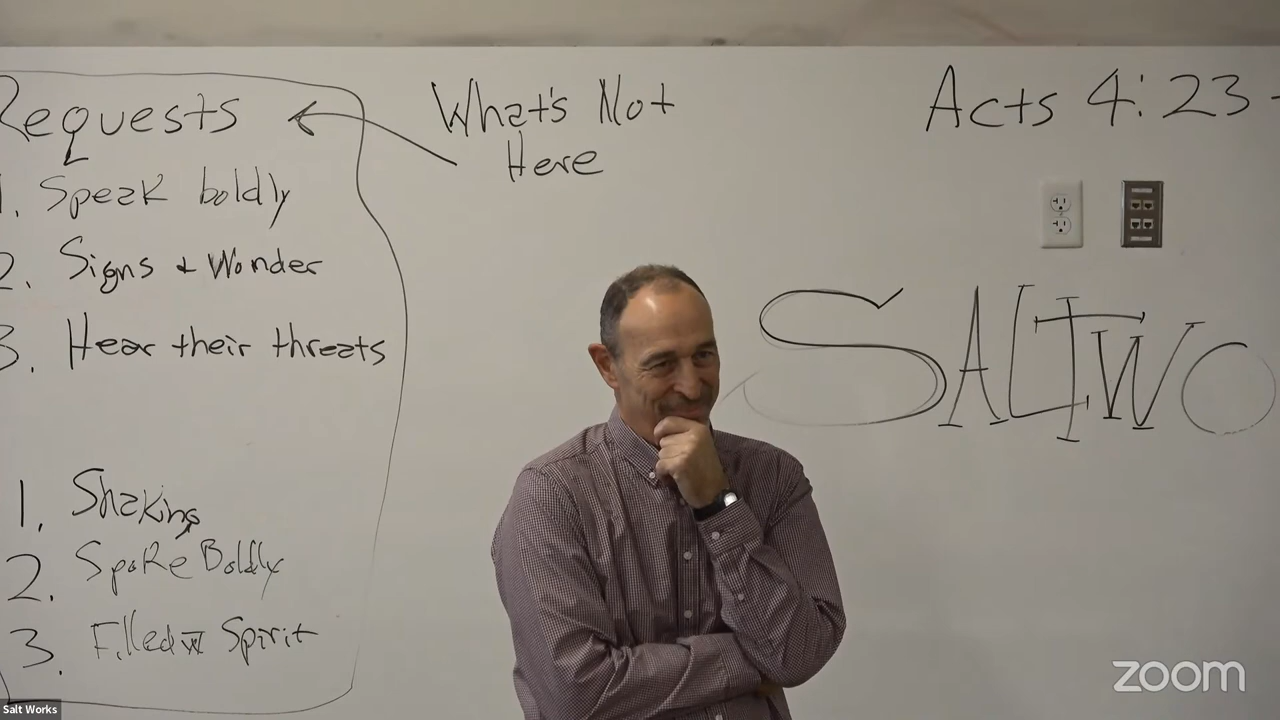 Requests
1. Speak boldly
2. Signs + Wonder
3. Hear their threats
1. Shaking
2. Spoke Boldly
3. Filled w Spirit
What's Not
Here
Acts 4:23-
SALTWO
zoom
Salt Works